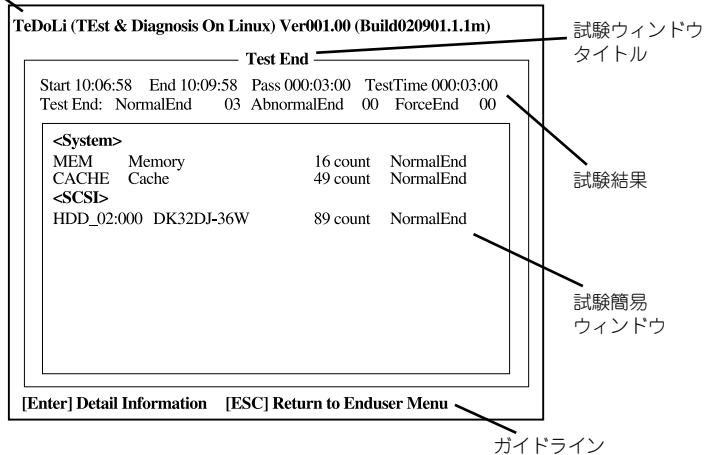 TeDoLi (TEst & Diagnosis On Linux) Ver001.00 (Build020901.1.1m)
試験ウィンドウ
タイトル
Test End
Start 10:06:58 End 10:09:58 Pass 000:03:00 TestTime 000:03:00
Test End: NormalEnd 03 AbnormalEnd 00 ForceEnd 00
試験結果
<System>
MEM Memory 16 count NormalEnd
CACHE Cache 49 count NormalEnd
<SCSI>
HDD_02:000 DK32DJ-36W 89 count NormalEnd
試験簡易
ウィンドウ
[Enter] Detail Information [ESC] Return to Enduser Menu
ガイドライン